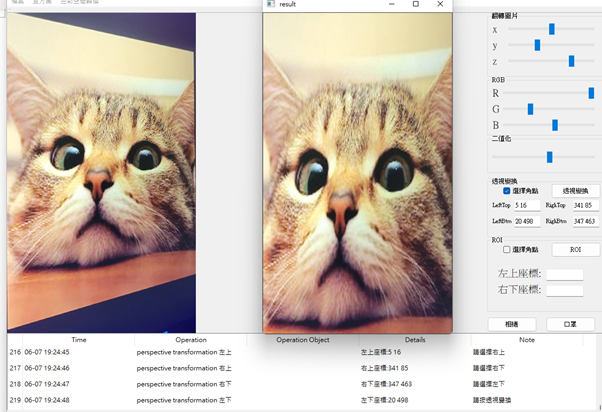 result
翻轉圖片
x
y
z
RGB
R
G
B
二值化
透視變換
選擇角點
透視變換
LeftTop 5 16 RighTop 341 85
LeftBtm 20 498 RighBtm 347 463
ROI
選擇角點
ROI
左上座標:
右下座標:
相機
口罩
Time Operation Operation Object Details Note
216 06-07 19:24:45 perspective transformation 左上 左上座標:5 16 請選擇右上
217 06-07 19:24:46 perspective transformation 右上 右上座標:341 85 請選擇右下
218 06-07 19:24:47 perspective transformation 右下 右下座標:347 463 請選擇左下
219 06-07 19:24:48 perspective transformation 左下 左下座標:20 498 請按透視變換